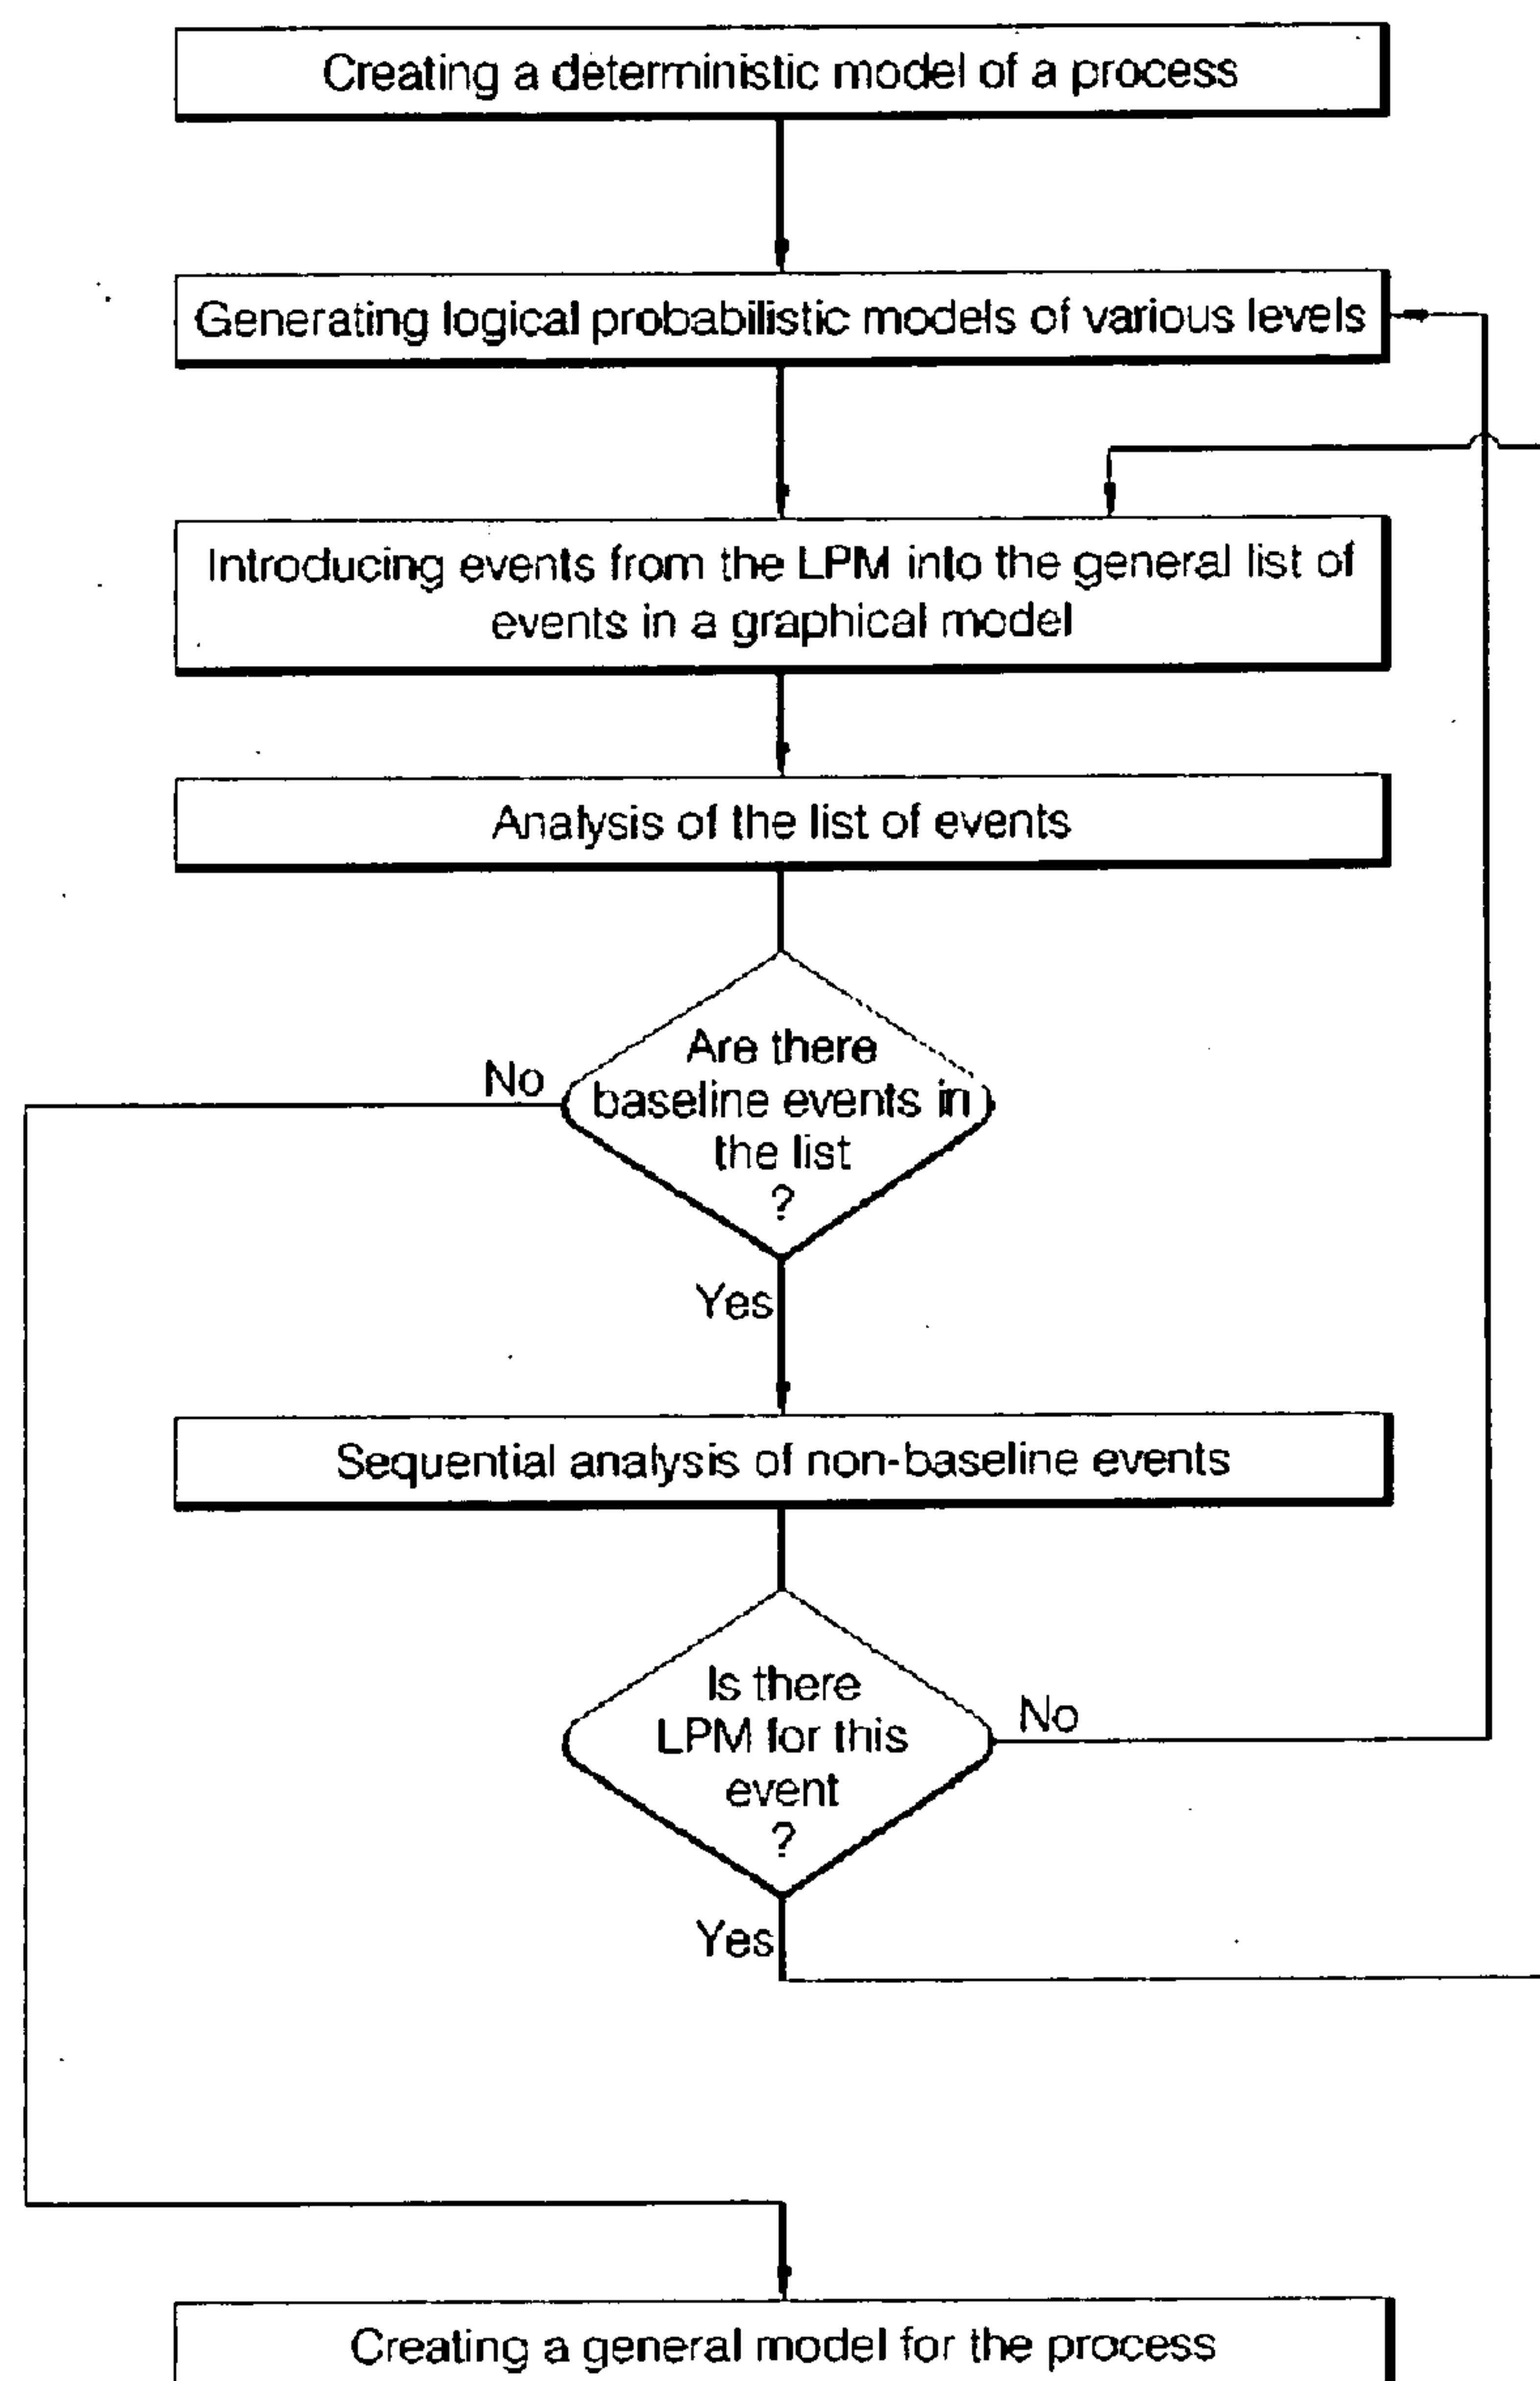 Creating a deterministic model of a process
Generating logical probabilistic models of various levels
Introducing events from the LPM into the general list of
events in a graphical model
Analysis of the list of events
Are there
baseline events in
the list
?
No
Yes
Sequential analysis of non-baseline events
Is there
LPM for this
event
?
No
Yes
Creating a general model for the process